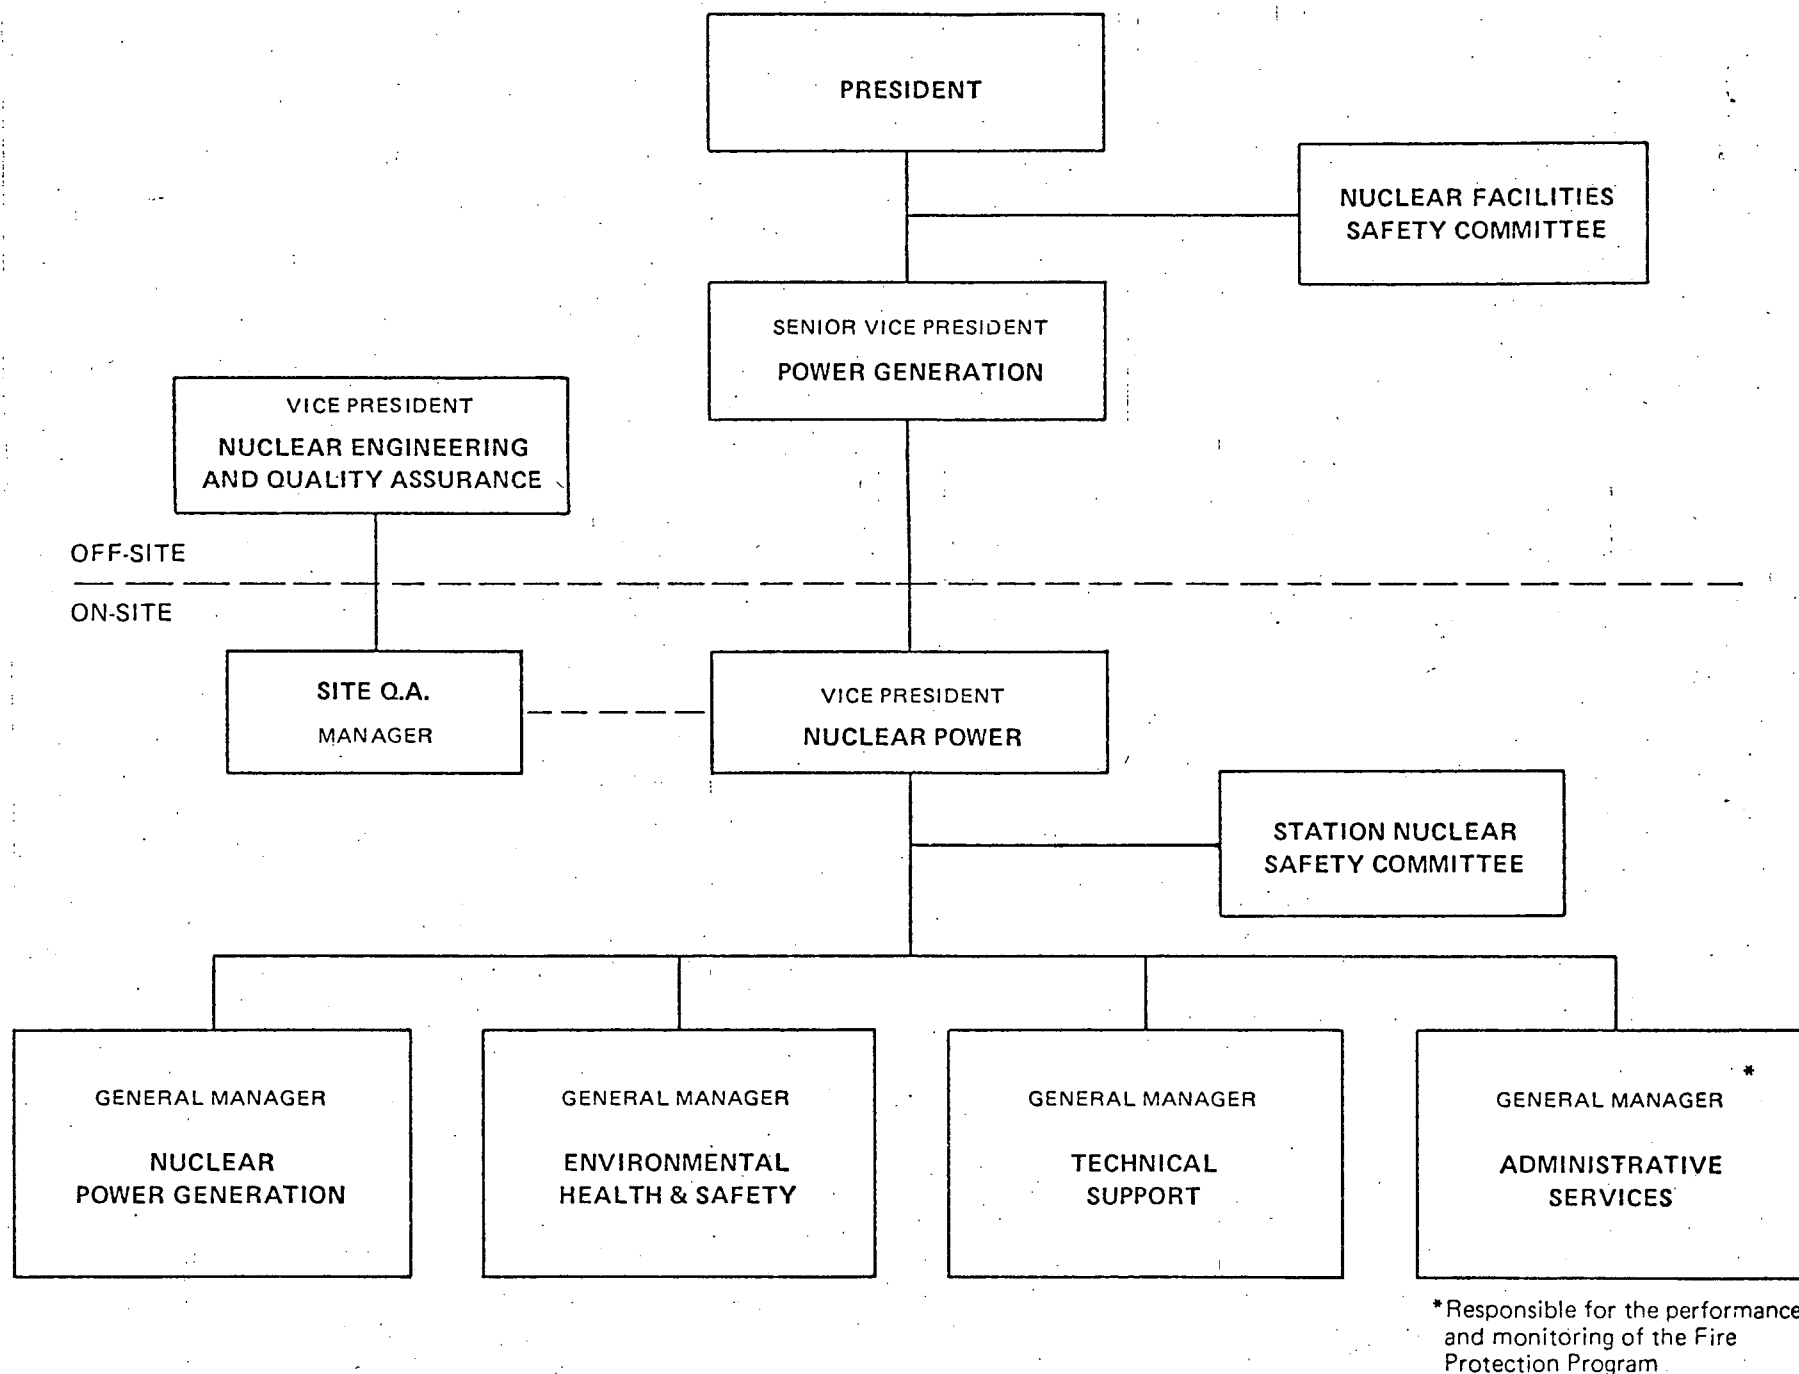 PRESIDENT
NUCLEAR FACILITIES
SAFETY COMMITTEE
SENIOR VICE PRESIDENT
POWER GENERATION
VICE PRESIDENT
NUCLEAR ENGINEERING
AND QUALITY ASSURANCE
OFF-SITE
ON-SITE
SITE Q.A.
MANAGER
VICE PRESIDENT
NUCLEAR POWER
STATION NUCLEAR
SAFETY COMMITTEE
GENERAL MANAGER
NUCLEAR
POWER GENERATION
GENERAL MANAGER
ENVIRONMENTAL
HEALTH & SAFETY
GENERAL MANAGER
TECHNICAL
SUPPORT
*
GENERAL MANAGER
ADMINISTRATIVE
SERVICES
*Responsible for the performance
and monitoring of the Fire
Protection Program